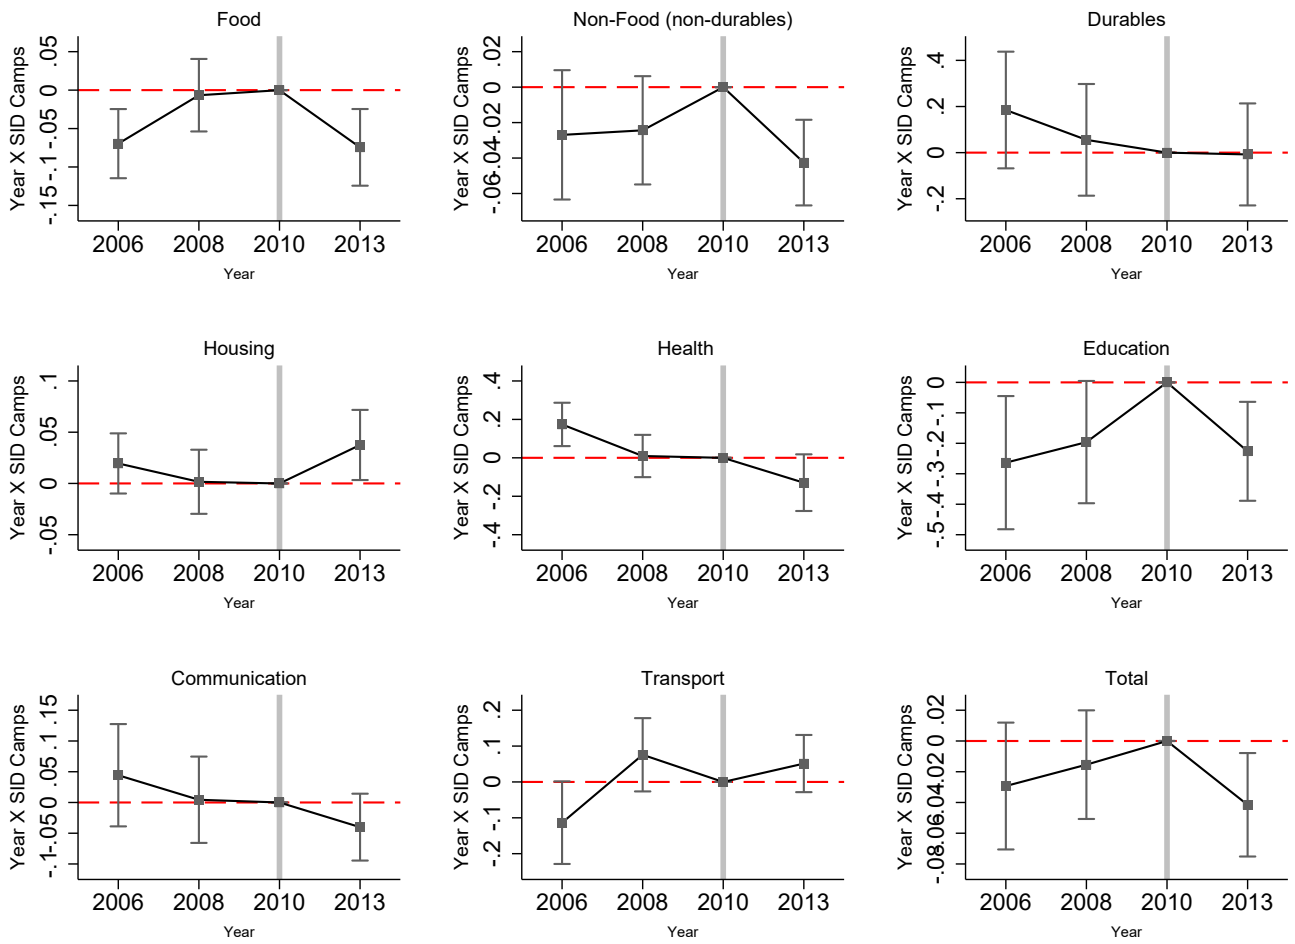 Food
Year X SID Camps
.05
0
-.05
-.1
-.15
2006 2008 2010 2013
Year
Non-Food (non-durables)
Year X SID Camps
.02
0
-.02
-.04
-.06
2006 2008 2010 2013
Year
Durables
Year X SID Camps
.4
.2
0
-.2
2006 2008 2010 2013
Year
Housing
Year X SID Camps
.1
.05
0
-.05
2006 2008 2010 2013
Year
Health
Year X SID Camps
.4
.2
0
-.2
-.4
2006 2008 2010 2013
Year
Education
Year X SID Camps
0
-.1
-.2
-.3
-.4
-.5
2006 2008 2010 2013
Year
Communication
Year X SID Camps
.15
.1
.05
0
-.05
-.1
2006 2008 2010 2013
Year
Transport
Year X SID Camps
.2
.1
0
-.1
-.2
2006 2008 2010 2013
Year
Total
Year X SID Camps
.02
0
-.02
-.04
-.06
-.08
2006 2008 2010 2013
Year